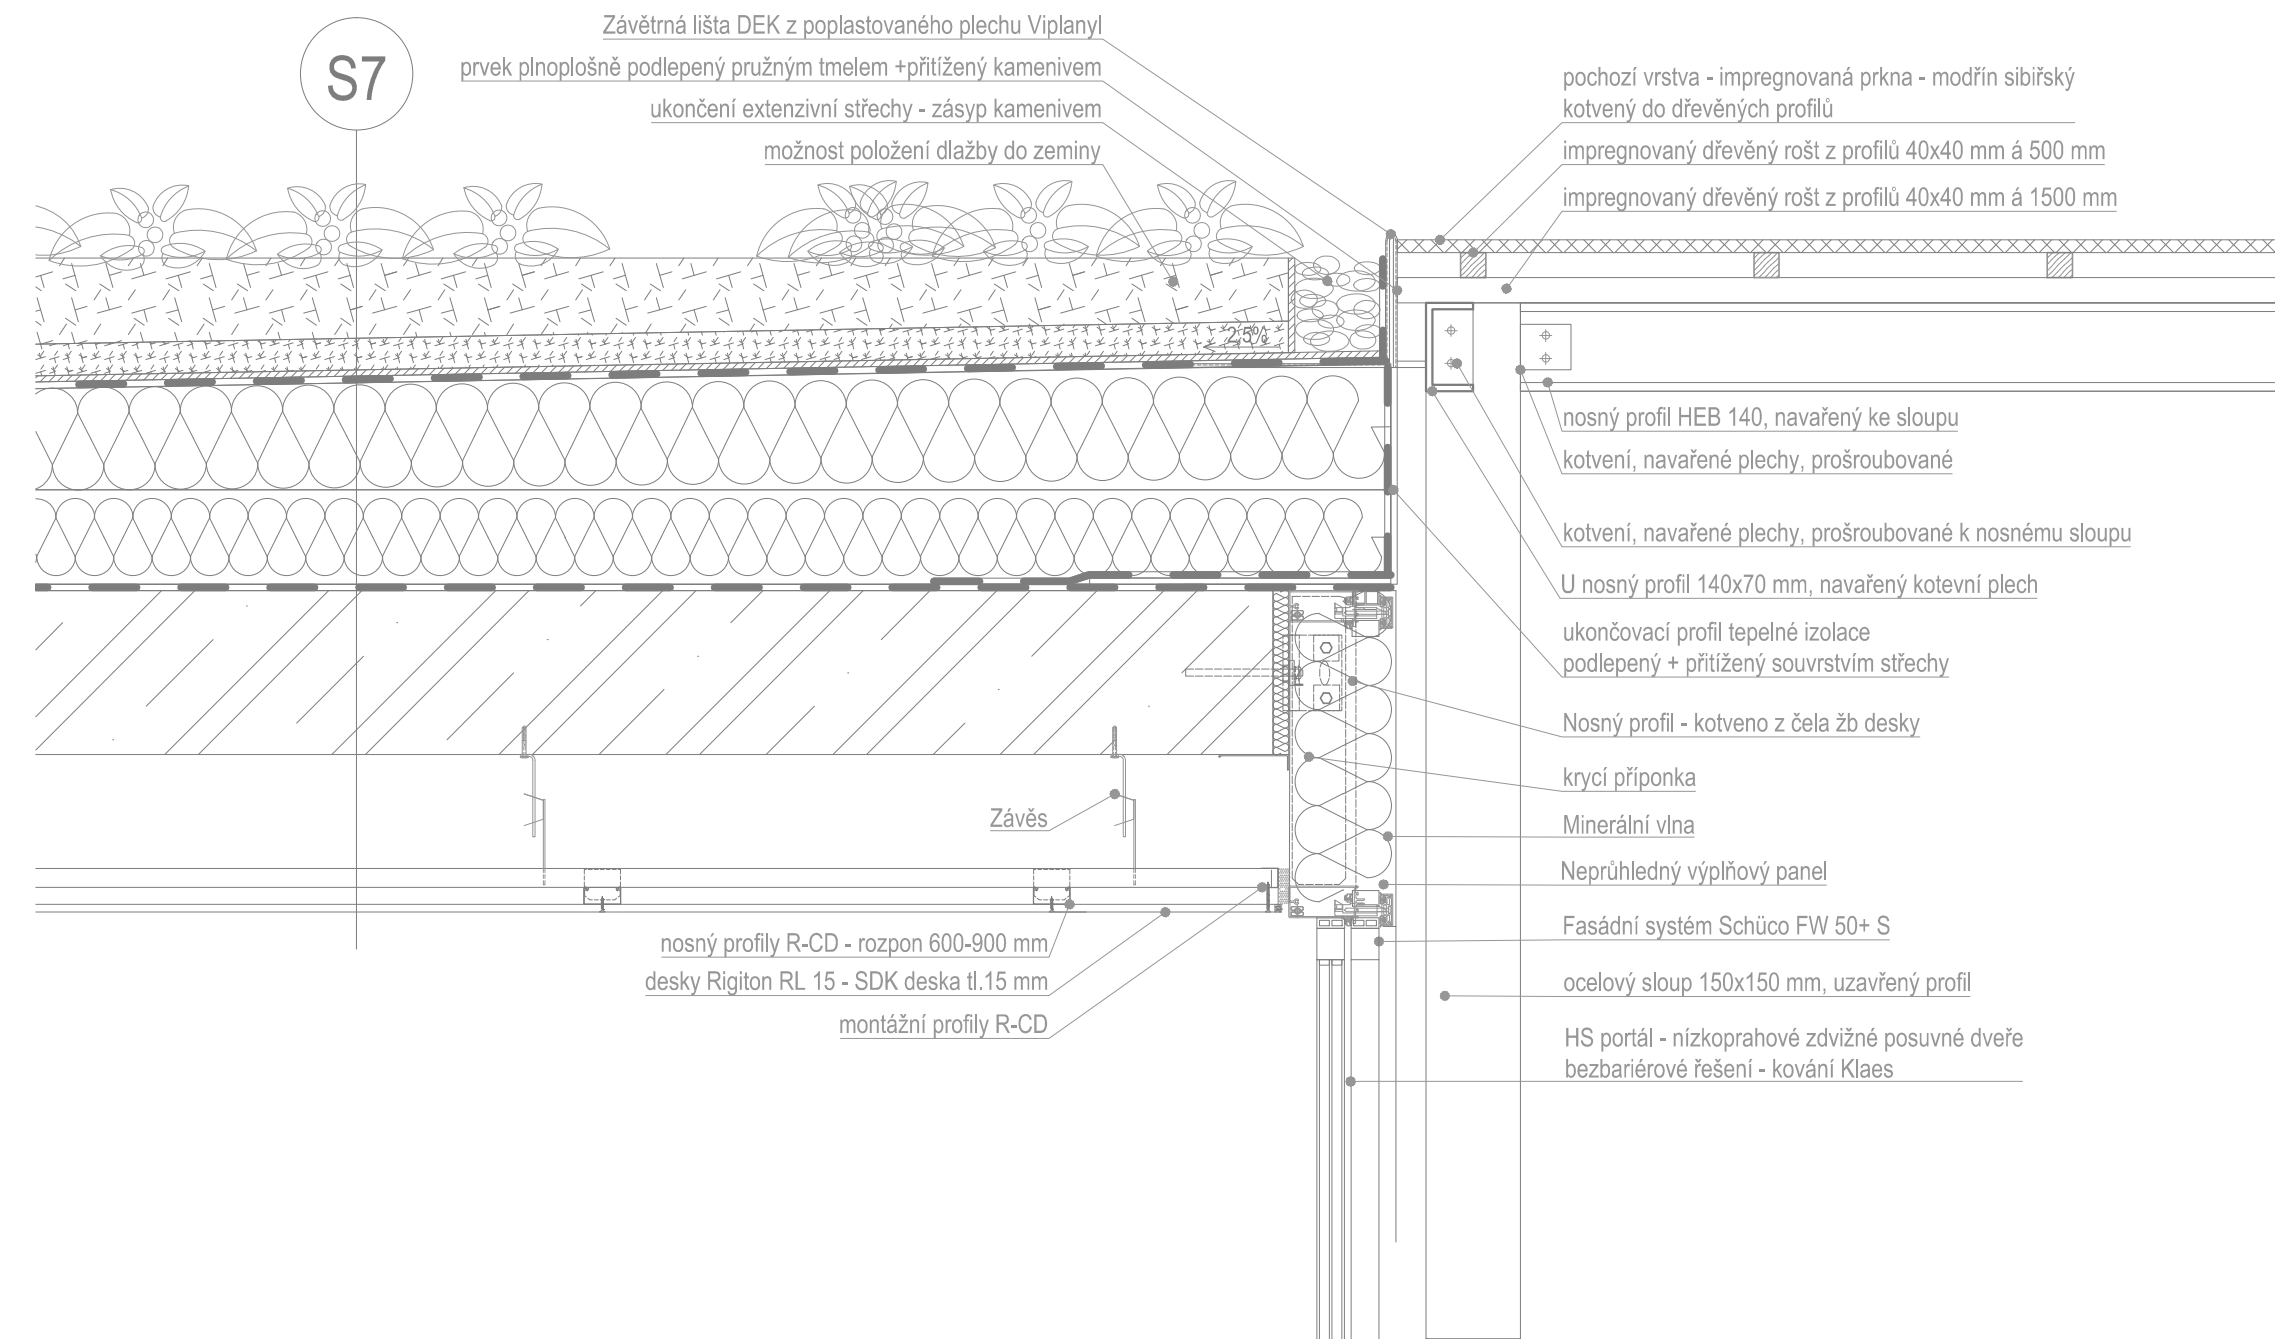 S7
Závětrná lišta DEK z poplastovaného plechu Viplanyl
prvek plnoplošně podlepený pružným tmelem +přitížený kamenivem
ukončení extenzivní střechy - zásyp kamenivem
možnost položení dlažby do zeminy
pochozí vrstva - impregnovaná prkna - modřín sibiřský
kotvený do dřevěných profilů
impregnovaný dřevěný rošt z profilů 40x40 mm á 500 mm
impregnovaný dřevěný rošt z profilů 40x40 mm á 1500 mm
2,5%
nosný profil HEB 140, navařený ke sloupu
kotvení, navařené plechy, prošroubované
kotvení, navařené plechy, prošroubované k nosnému sloupu
U nosný profil 140x70 mm, navařený kotevní plech
ukončovací profil tepelné izolace
podlepený + přitížený souvrstvím střechy
Nosný profil - kotveno z čela žb desky
krycí příponka
Minerální vlna
Neprůhledný výplňový panel
Fasádní systém Schüco FW 50+ S
ocelový sloup 150x150 mm, uzavřený profil
HS portál - nízkoprahové zdvižné posuvné dveře
bezbariérové řešení - kování Klaes
Závěs
nosný profily R-CD - rozpon 600-900 mm
desky Rigiton RL 15 - SDK deska tl.15 mm
montážní profily R-CD